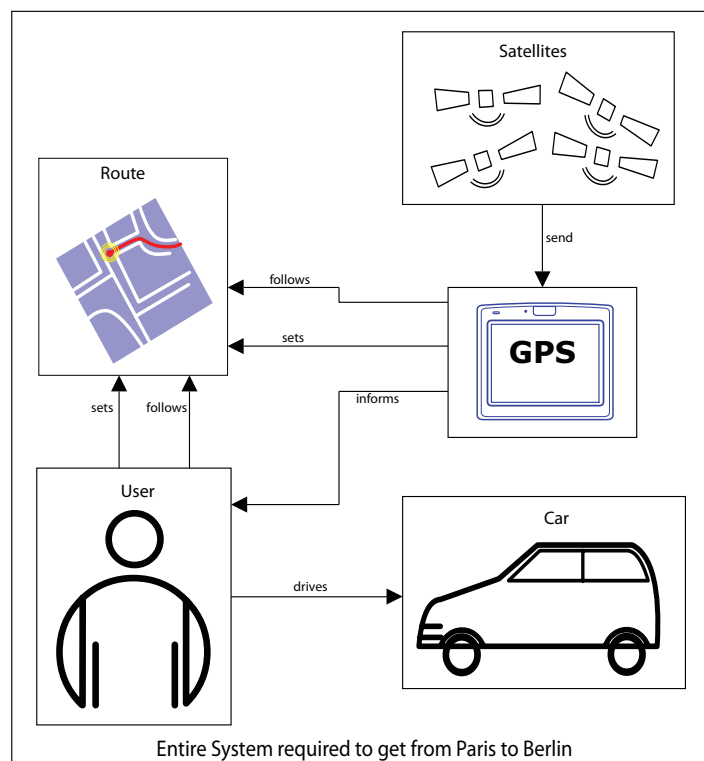 Satellites
Route
send
follows
GPS
sets
informs
sets follows
User
Car
drives
Entire System required to get from Paris to Berlin